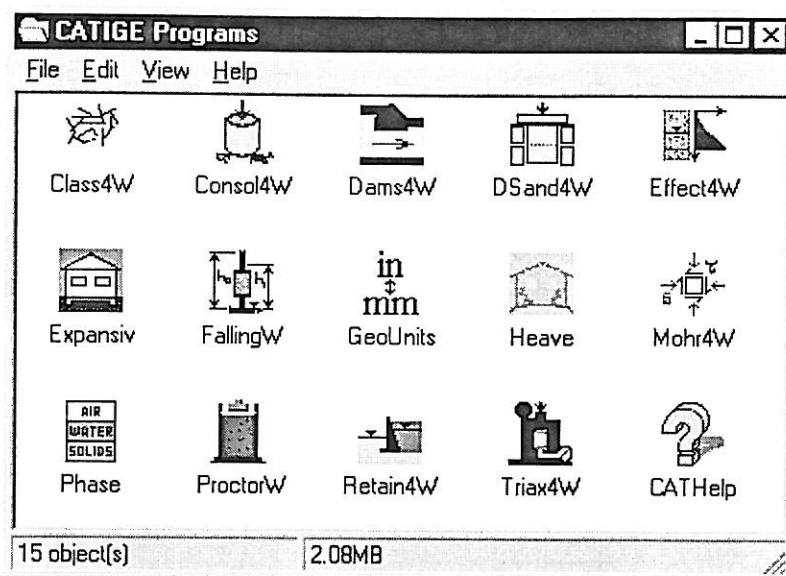 CATIGE Programs
File Edit View Help
Class4W Consol4W Dams4W DSand4W Effect4W
in
mm
Expansiv FallingW GeoUnits Heave Mohr4W
AIR
WATER
SOLIDS
Phase ProctorW Retain4W Triax4W CATHelp
15 object(s) 2.08MB